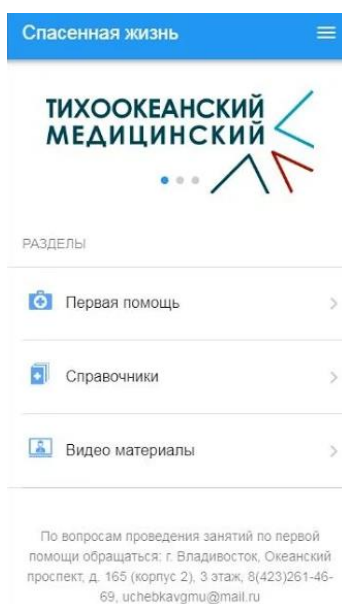 Спасенная жизнь
ТИХООКЕАНСКИЙ
МЕДИЦИНСКИЙ
РАЗДЕЛЫ
Первая помощь
Справочники
Видео материалы
По вопросам проведения занятий по первой
помощи обращаться: г. Владивосток, Океанский
проспект, д. 165 (корпус 2), 3 этаж, 8(423)261-46-
69, uchebkavgmu@mail.ru